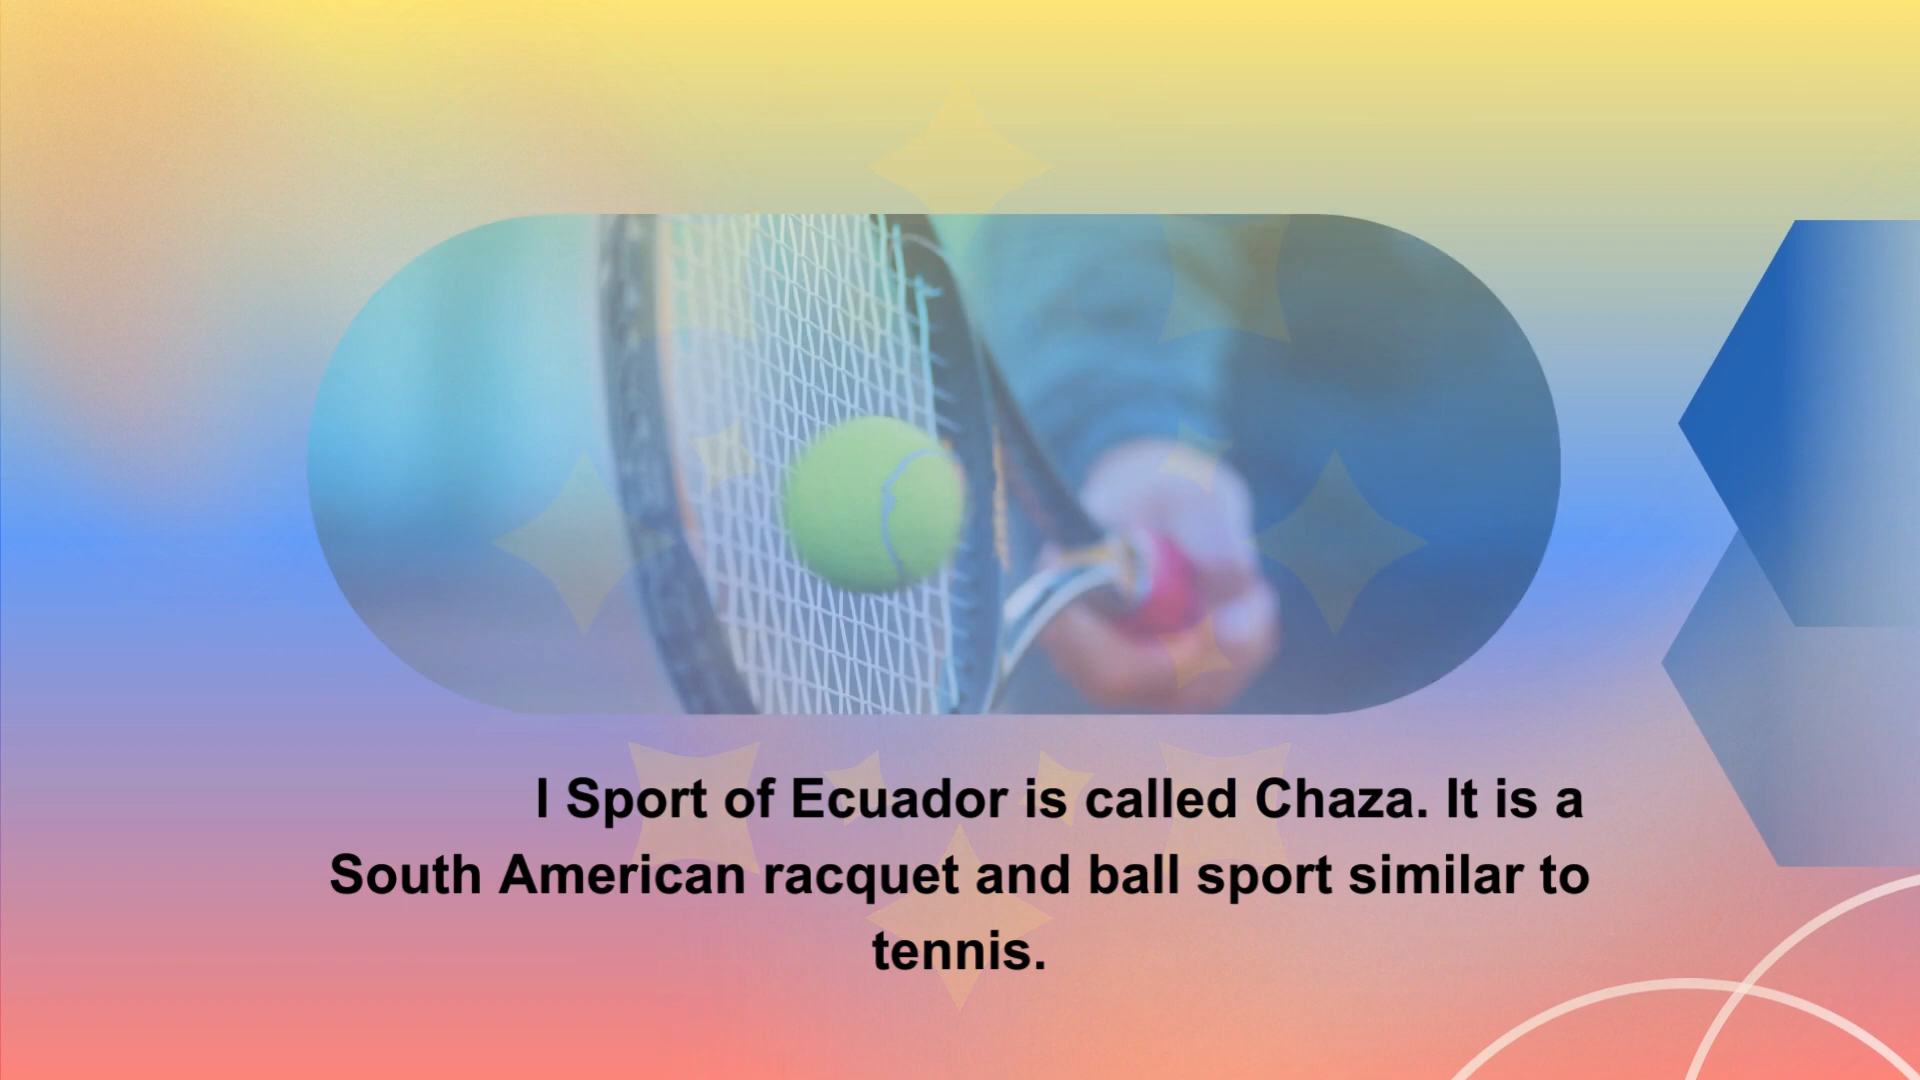 l Sport of Ecuador is called Chaza. It is a
South American racquet and ball sport similar to
tennis.